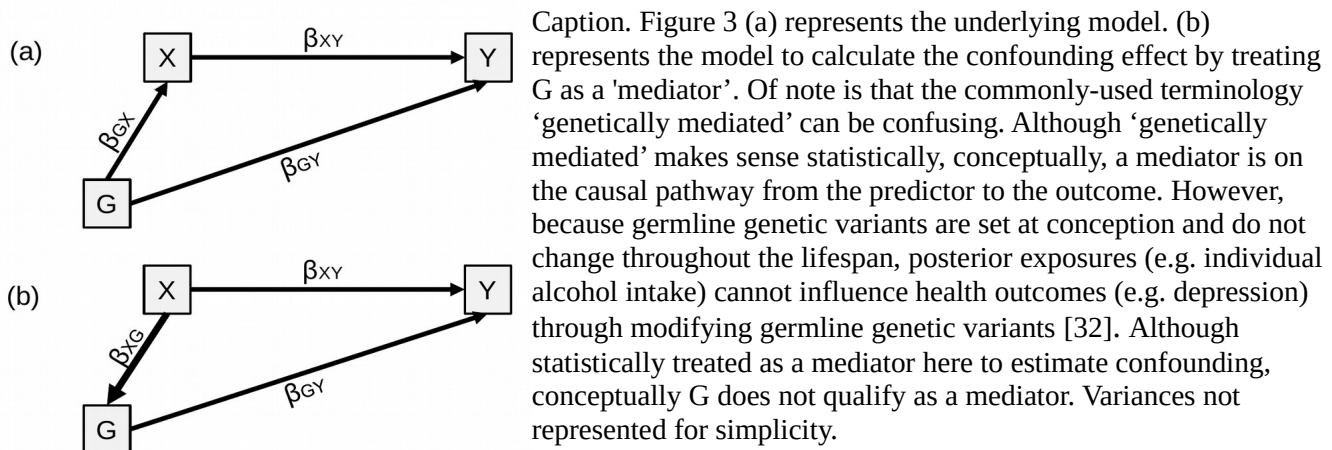 (a)
X
βXY
Y
βGX
βGY
G
(b)
X
βXY
Y
βXG
βGY
G
Caption. Figure 3 (a) represents the underlying model. (b)
represents the model to calculate the confounding effect by treating
G as a 'mediator’. Of note is that the commonly-used terminology
‘genetically mediated’ can be confusing. Although ‘genetically
mediated’ makes sense statistically, conceptually, a mediator is on
the causal pathway from the predictor to the outcome. However,
because germline genetic variants are set at conception and do not
change throughout the lifespan, posterior exposures (e.g. individual
alcohol intake) cannot influence health outcomes (e.g. depression)
through modifying germline genetic variants [32]. Although
statistically treated as a mediator here to estimate confounding,
conceptually G does not qualify as a mediator. Variances not
represented for simplicity.